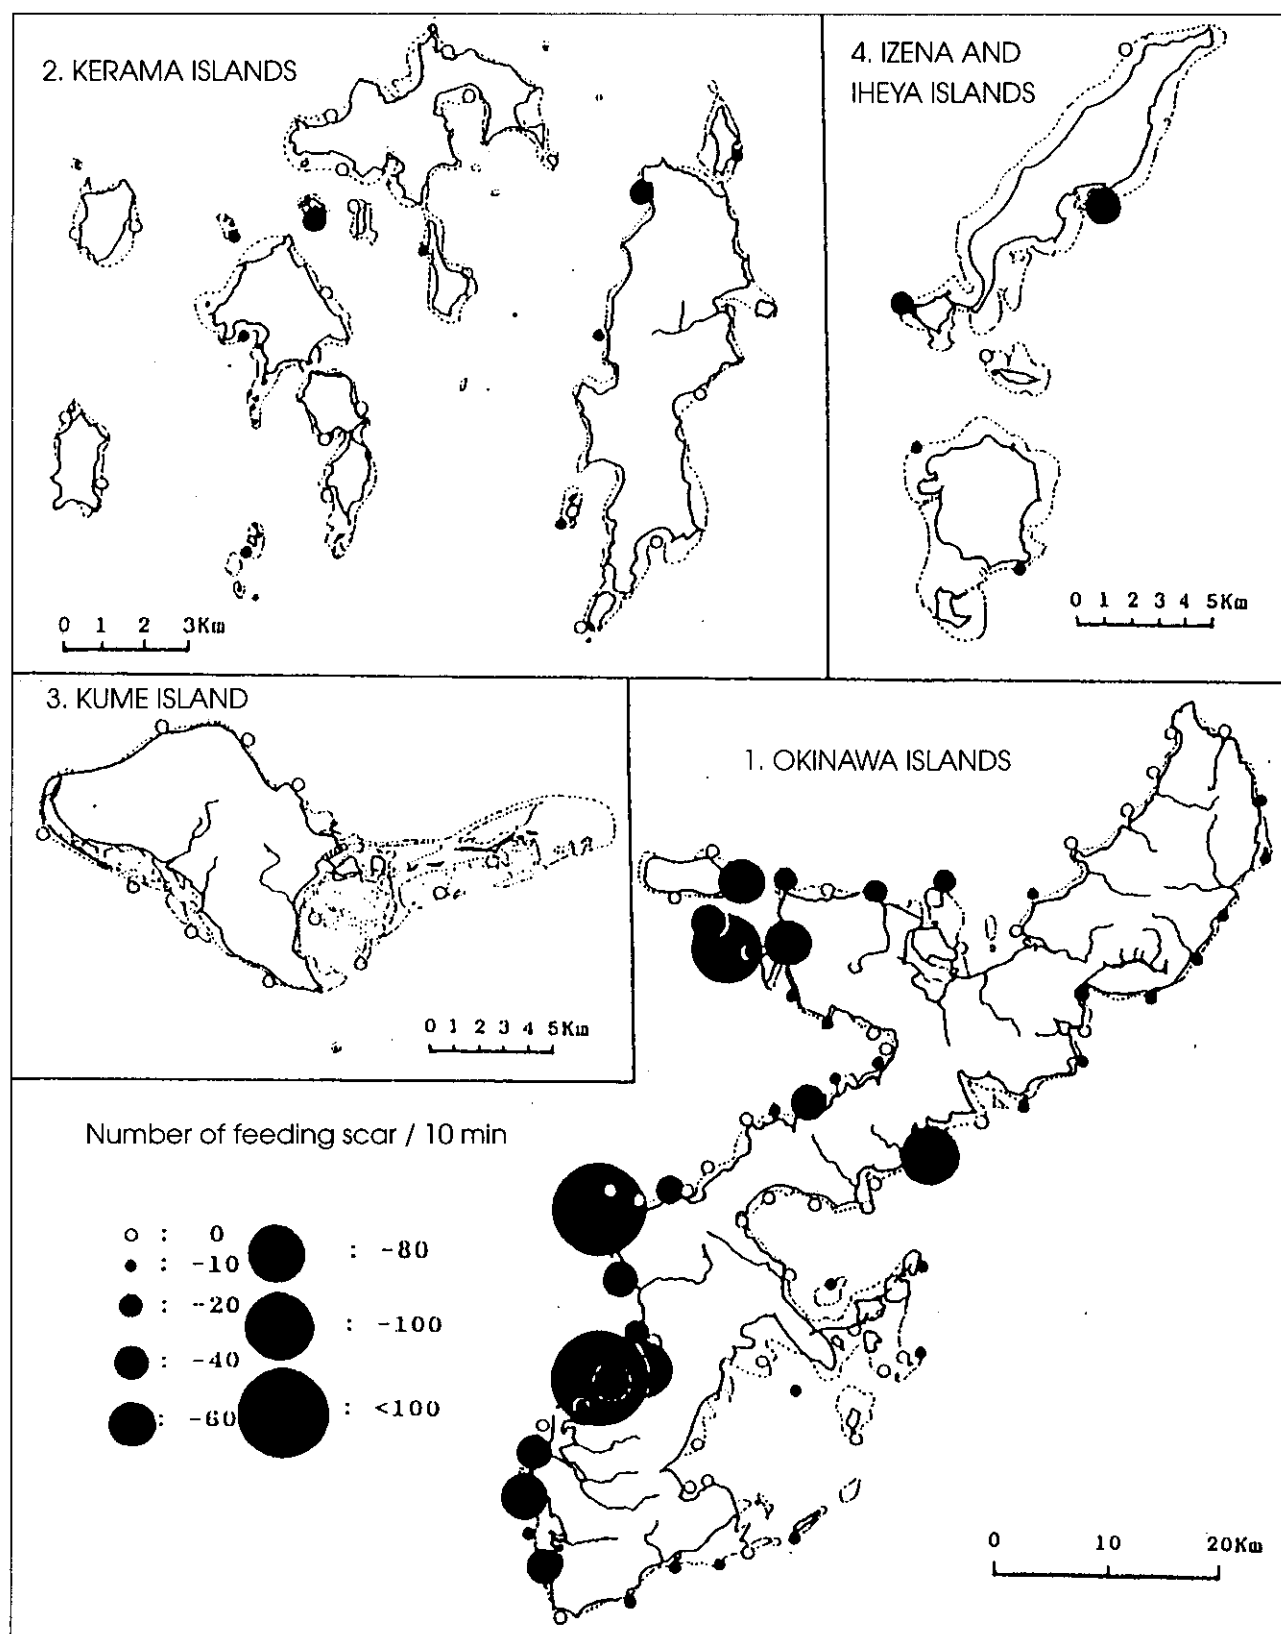 2. KERAMA ISLANDS
0 1 2 3Km
4. IZENA AND
IHEYA ISLANDS
0 1 2 3 4 5Km
3. KUME ISLAND
0 1 2 3 4 5Km
1. OKINAWA ISLANDS
Number of feeding scar / 10 min
: 0
: -10
: -20
: -40
: -60
: -80
: -100
: <100
0 10 20Km